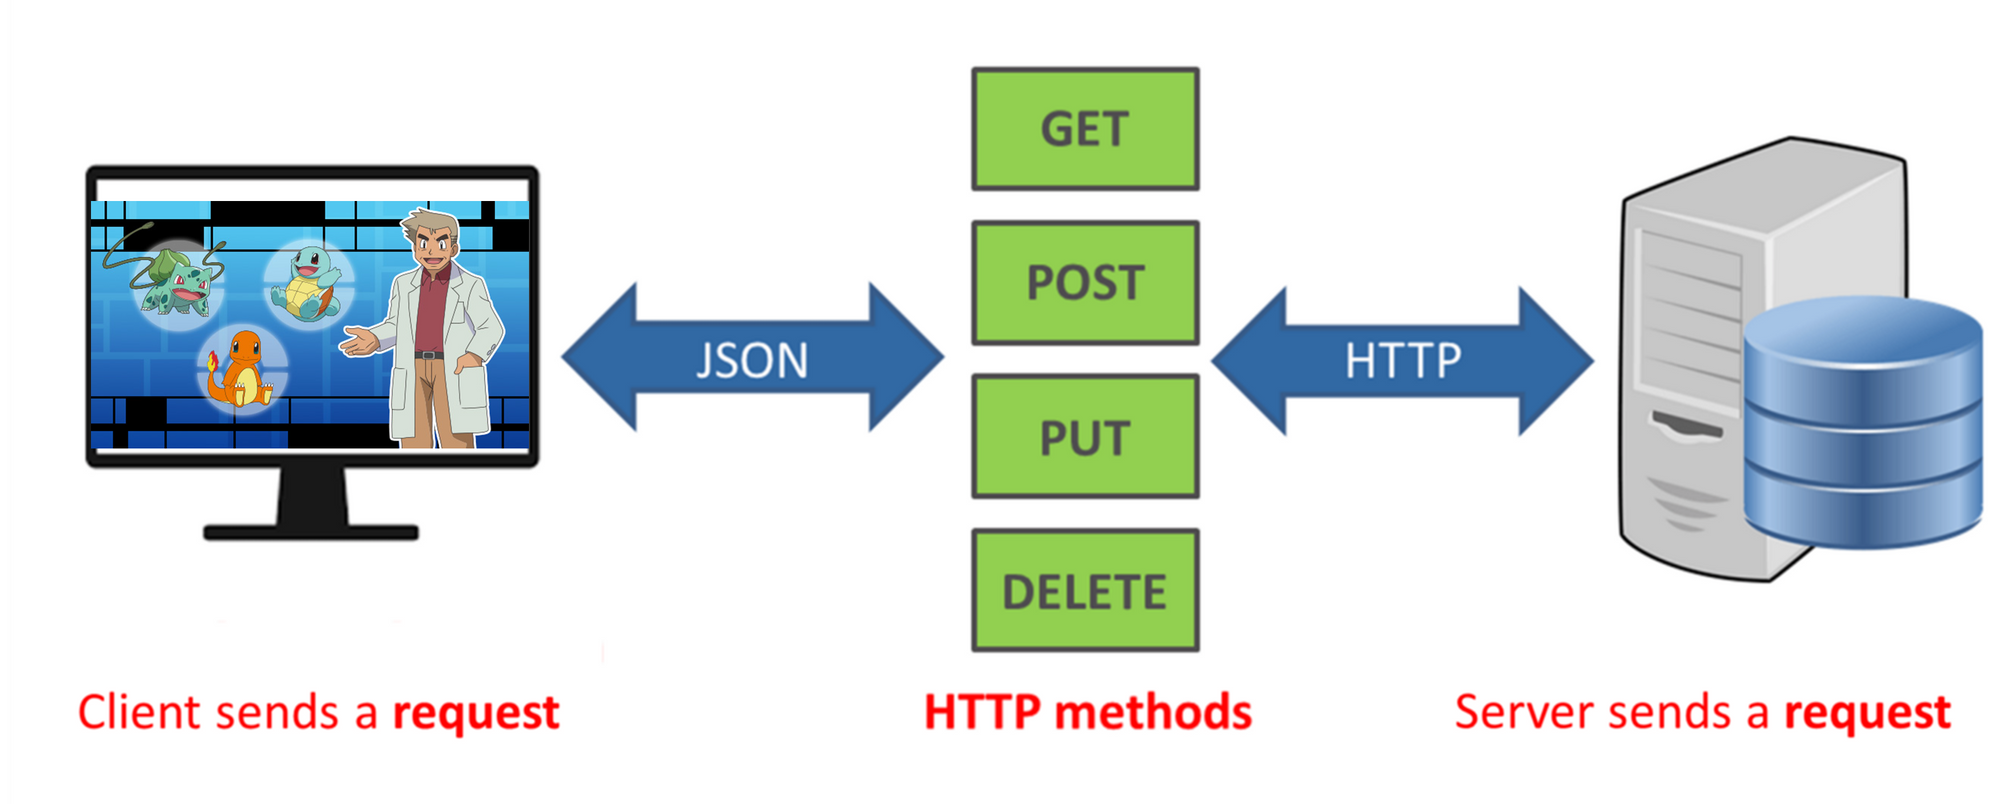 GET
POST
PUT
DELETE
JSON
HTTP
Client sends a request
HTTP methods
Server sends a request